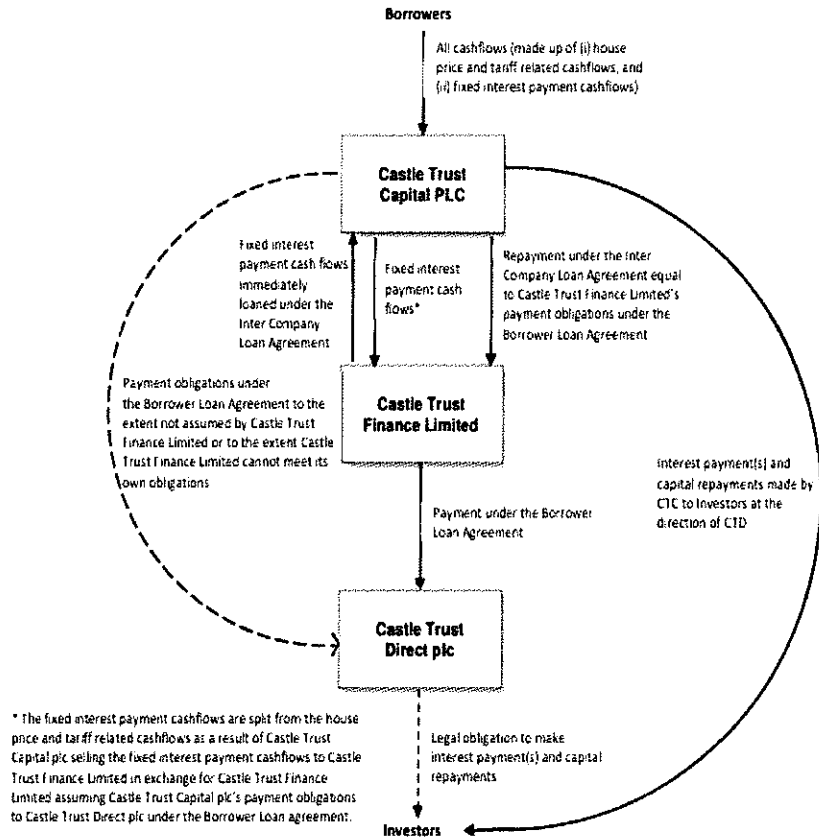 Borrowers
All cashflows (made up of (i) house
price and tariff related cashflows, and
(ii) fixed interest payment cashflows)
Castle Trust
Capital PLC
Fixed interest
payment cash flows
immediately
loaned under the
Inter Company
Loan Agreement
Fixed interest
payment cash
flows*
Repayment under the Inter
Company Loan Agreement equal
to Castle Trust Finance Limited's
payment obligations under the
Borrower Loan Agreement
Payment obligations under
the Borrower Loan Agreement to the
extent not assumed by Castle Trust
Finance Limited or to the extent Castle
Trust Finance Limited cannot meet its
own obligations
Castle Trust
Finance Limited
Interest payment(s) and
capital repayments made by
CTC to Investors at the
direction of CTD
Payment under the Borrower
Loan Agreement
Castle Trust
Direct plc
* The fixed interest payment cashflows are split from the house
price and tariff related cashflows as a result of Castle Trust
Capital plc selling the fixed interest payment cashflows to Castle
Trust Finance Limited in exchange for Castle Trust Finance
Limited assuming Castle Trust Capital plc's payment obligations
to Castle Trust Direct plc under the Borrower Loan agreement.
Legal obligation to make
interest payment(s) and capital
repayments
Investors